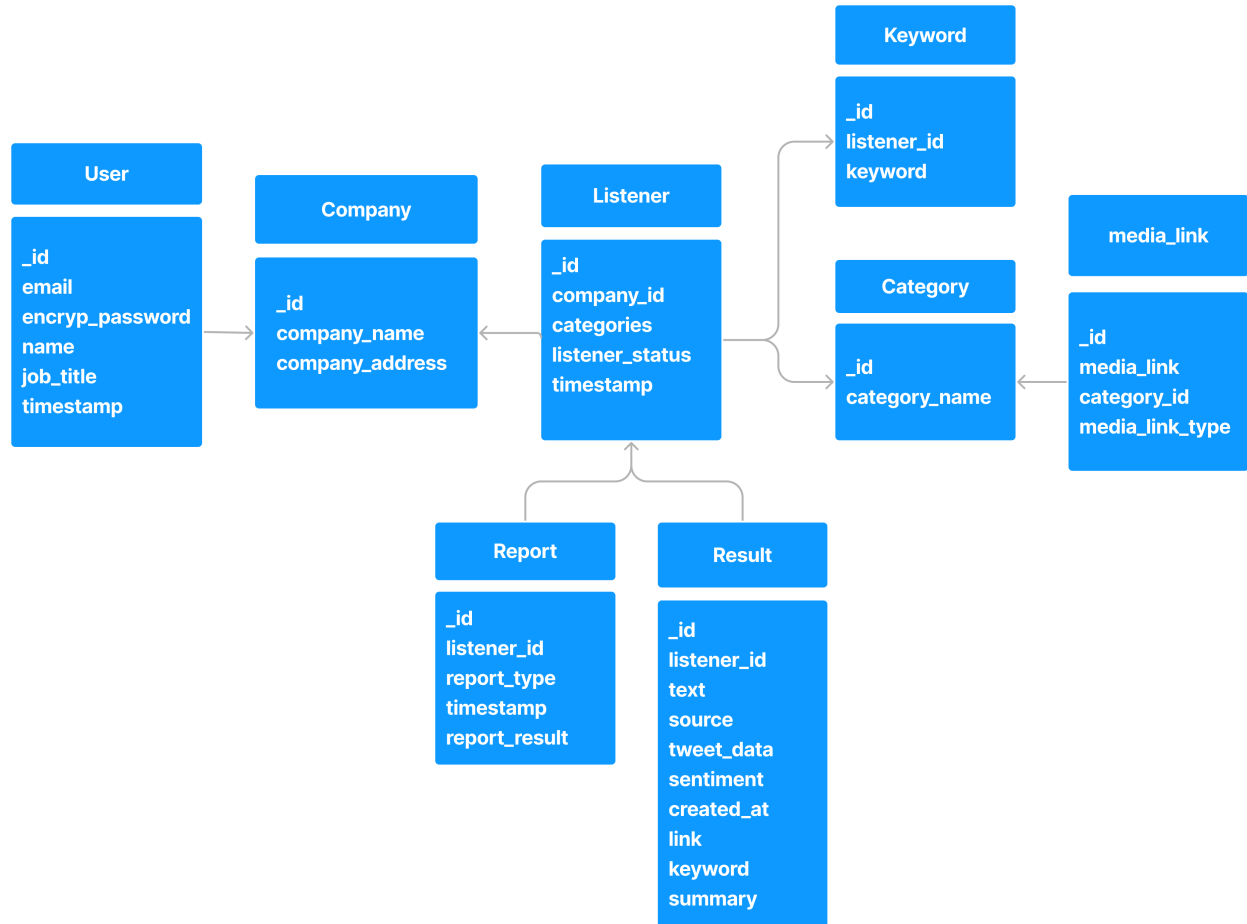 User
_id
email
encryp_password
name
job_title
timestamp
Company
_id
company_name
company_address
Listener
_id
company_id
categories
listener_status
timestamp
Keyword
_id
listener_id
keyword
Category
_id
category_name
media_link
_id
media_link
category_id
media_link_type
Report
_id
listener_id
report_type
timestamp
report_result
Result
_id
listener_id
text
source
tweet_data
sentiment
created_at
link
keyword
summary